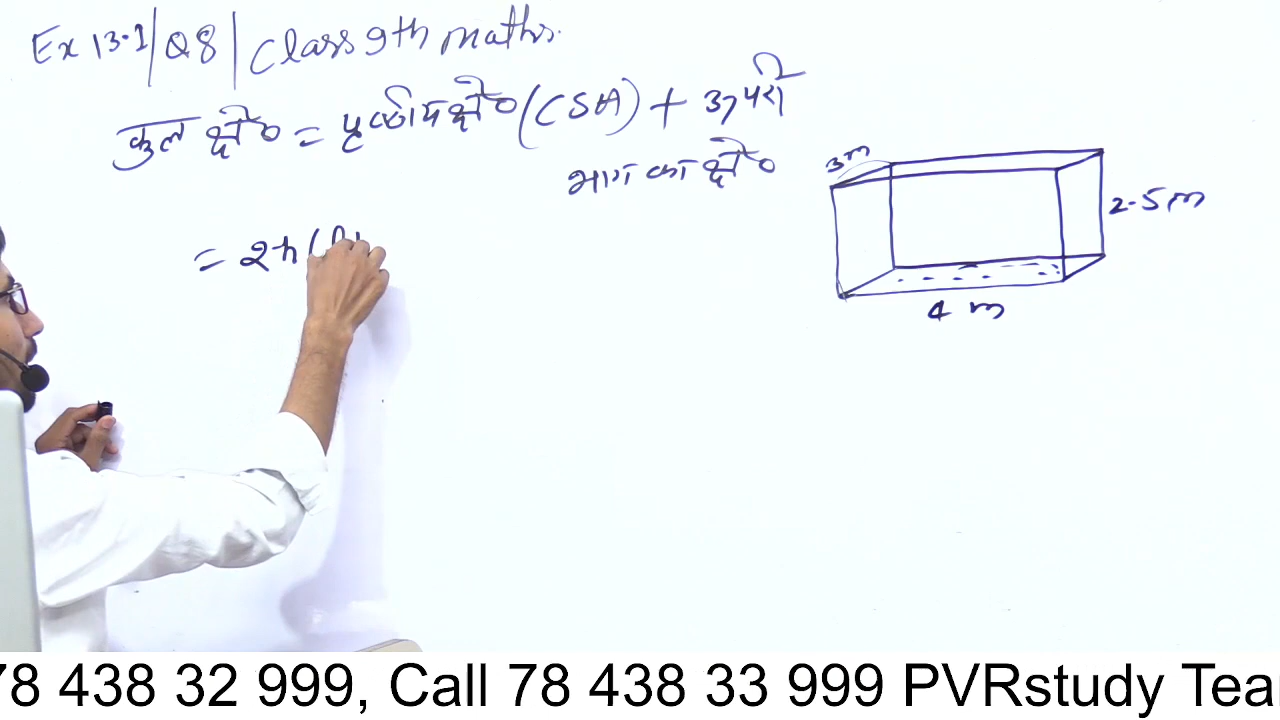 Ex 13.1 | Q8 | Class 9th maths.
कुल क्षे० = पृष्ठीय क्षे० (CSA) + ऊपरी
भाग का क्षे०
3m
2.5 m
= 2h (l
4 m
78 438 32 999, Call 78 438 33 999 PVRstudy Tea